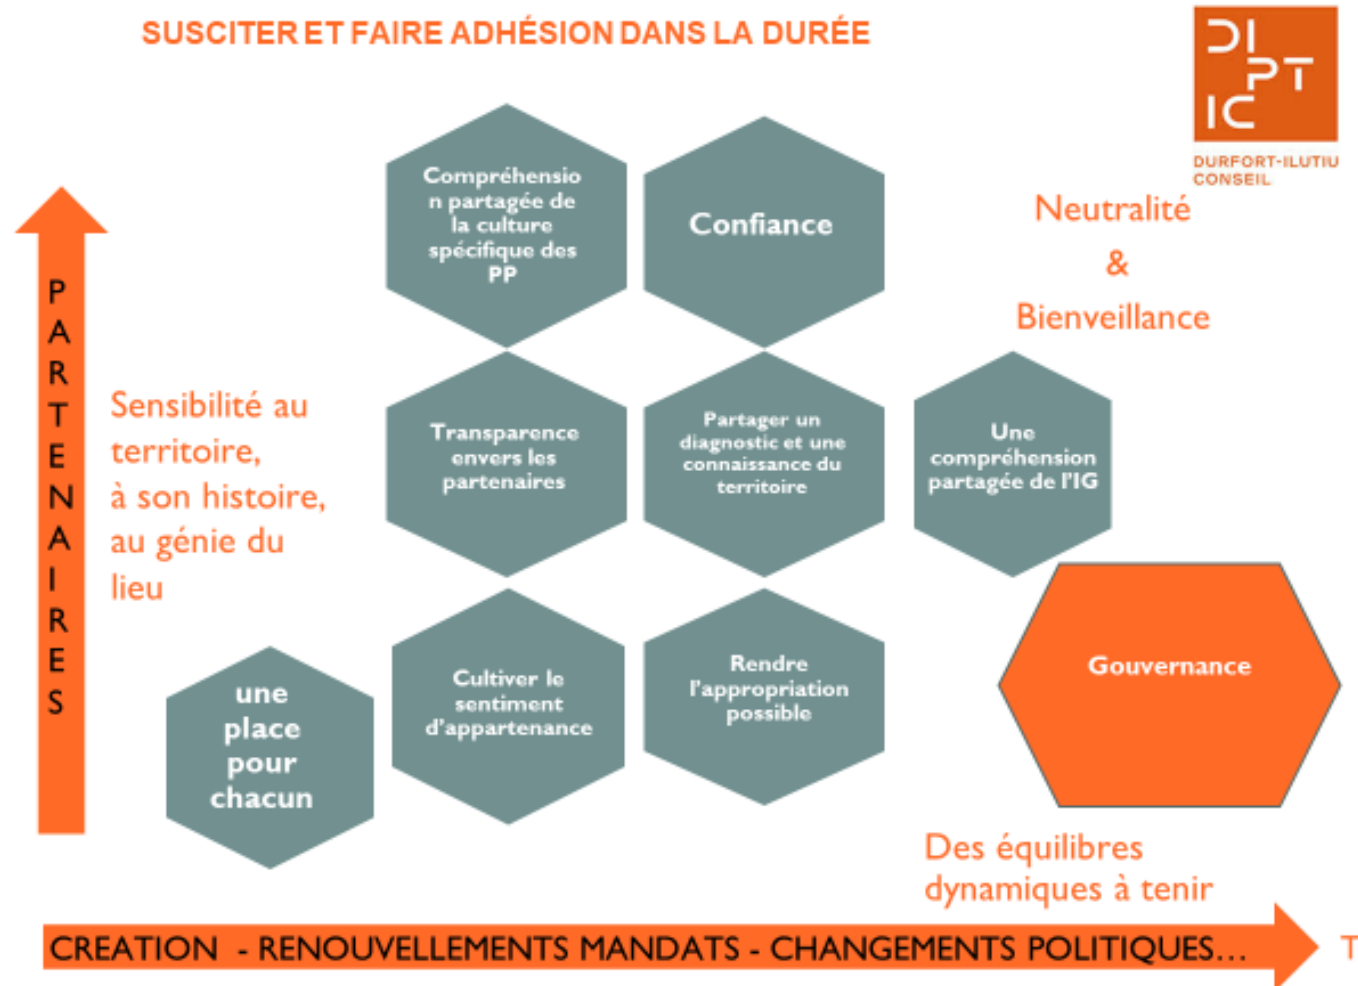 SUSCITER ET FAIRE ADHÉSION DANS LA DURÉE
DI
PT
IC
DURFORT-ILUTIU
CONSEIL
Neutralité
&
Bienveillance
Compréhensio
n partagée de
la culture
spécifique des
PP
Confiance
PARTENAIRES
Sensibilité au
territoire,
à son histoire,
au génie du
lieu
Transparence
envers les
partenaires
Partager un
diagnostic et une
connaissance du
territoire
Une
compréhension
partagée de l'IG
une
place
pour
chacun
Cultiver le
sentiment
d'appartenance
Rendre
l'appropriation
possible
Gouvernance
Des équilibres
dynamiques à tenir
CREATION - RENOUVELLEMENTS MANDATS - CHANGEMENTS POLITIQUES...
T